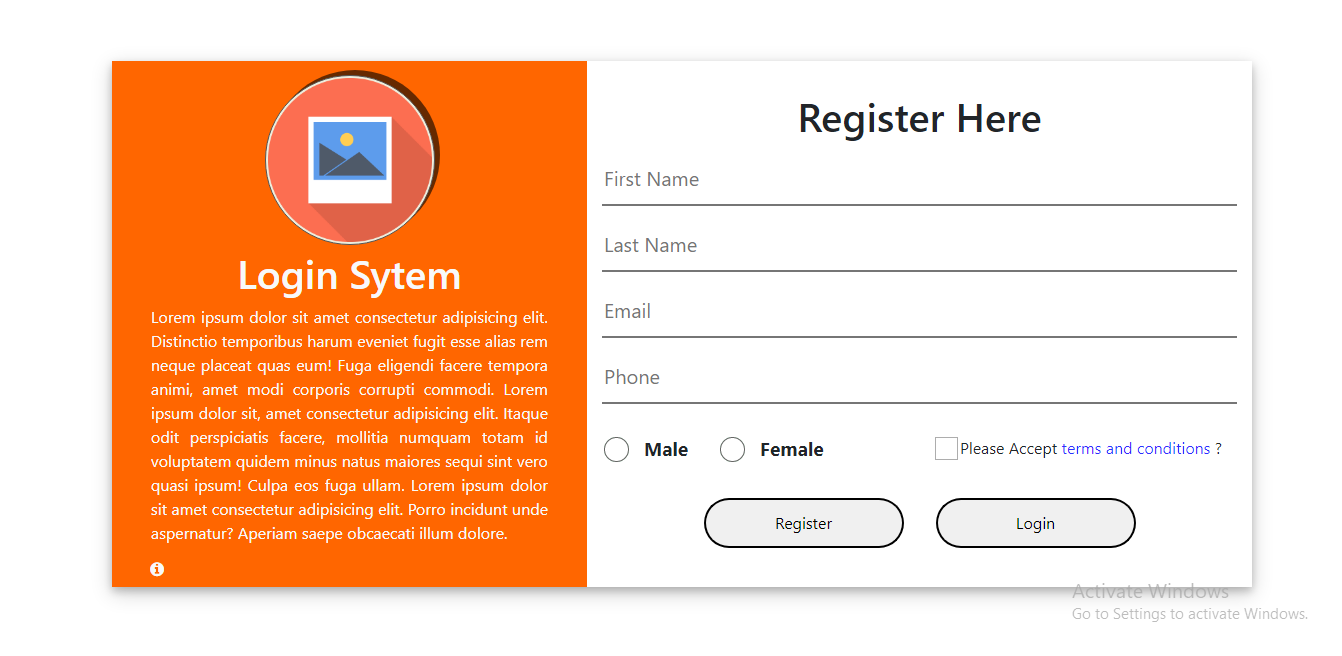 Login Sytem
Lorem ipsum dolor sit amet consectetur adipisicing elit.
Distinctio temporibus harum eveniet fugit esse alias rem
neque placeat quas eum! Fuga eligendi facere tempora
animi, amet modi corporis corrupti commodi. Lorem
ipsum dolor sit, amet consectetur adipisicing elit. Itaque
odit perspiciatis facere, mollitia numquam totam id
voluptatem quidem minus natus maiores sequi sint vero
quasi ipsum! Culpa eos fuga ullam. Lorem ipsum dolor
sit amet consectetur adipisicing elit. Porro incidunt unde
aspernatur? Aperiam saepe obcaecati illum dolore.
Register Here
First Name
Last Name
Email
Phone
Male Female Please Accept terms and conditions ?
Register Login
Activate Windows
Go to Settings to activate Windows.